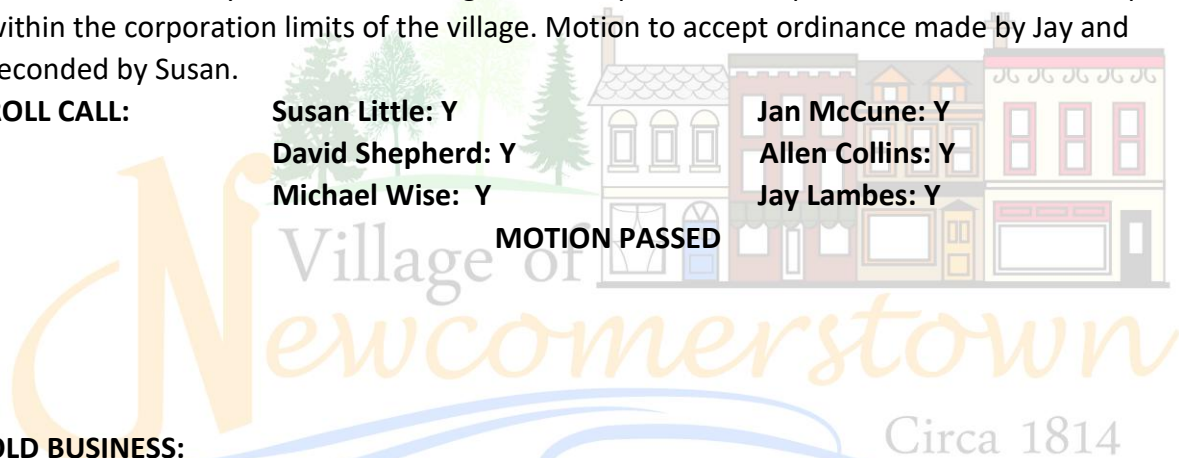 within the corporation limits of the village. Motion to accept ordinance made by Jay and
seconded by Susan.
ROLL CALL: Susan Little: Y Jan McCune: Y
David Shepherd: Y Allen Collins: Y
Michael Wise: Y Jay Lambes: Y
MOTION PASSED
Village of
Newcomerstown
Circa 1814
OLD BUSINESS: